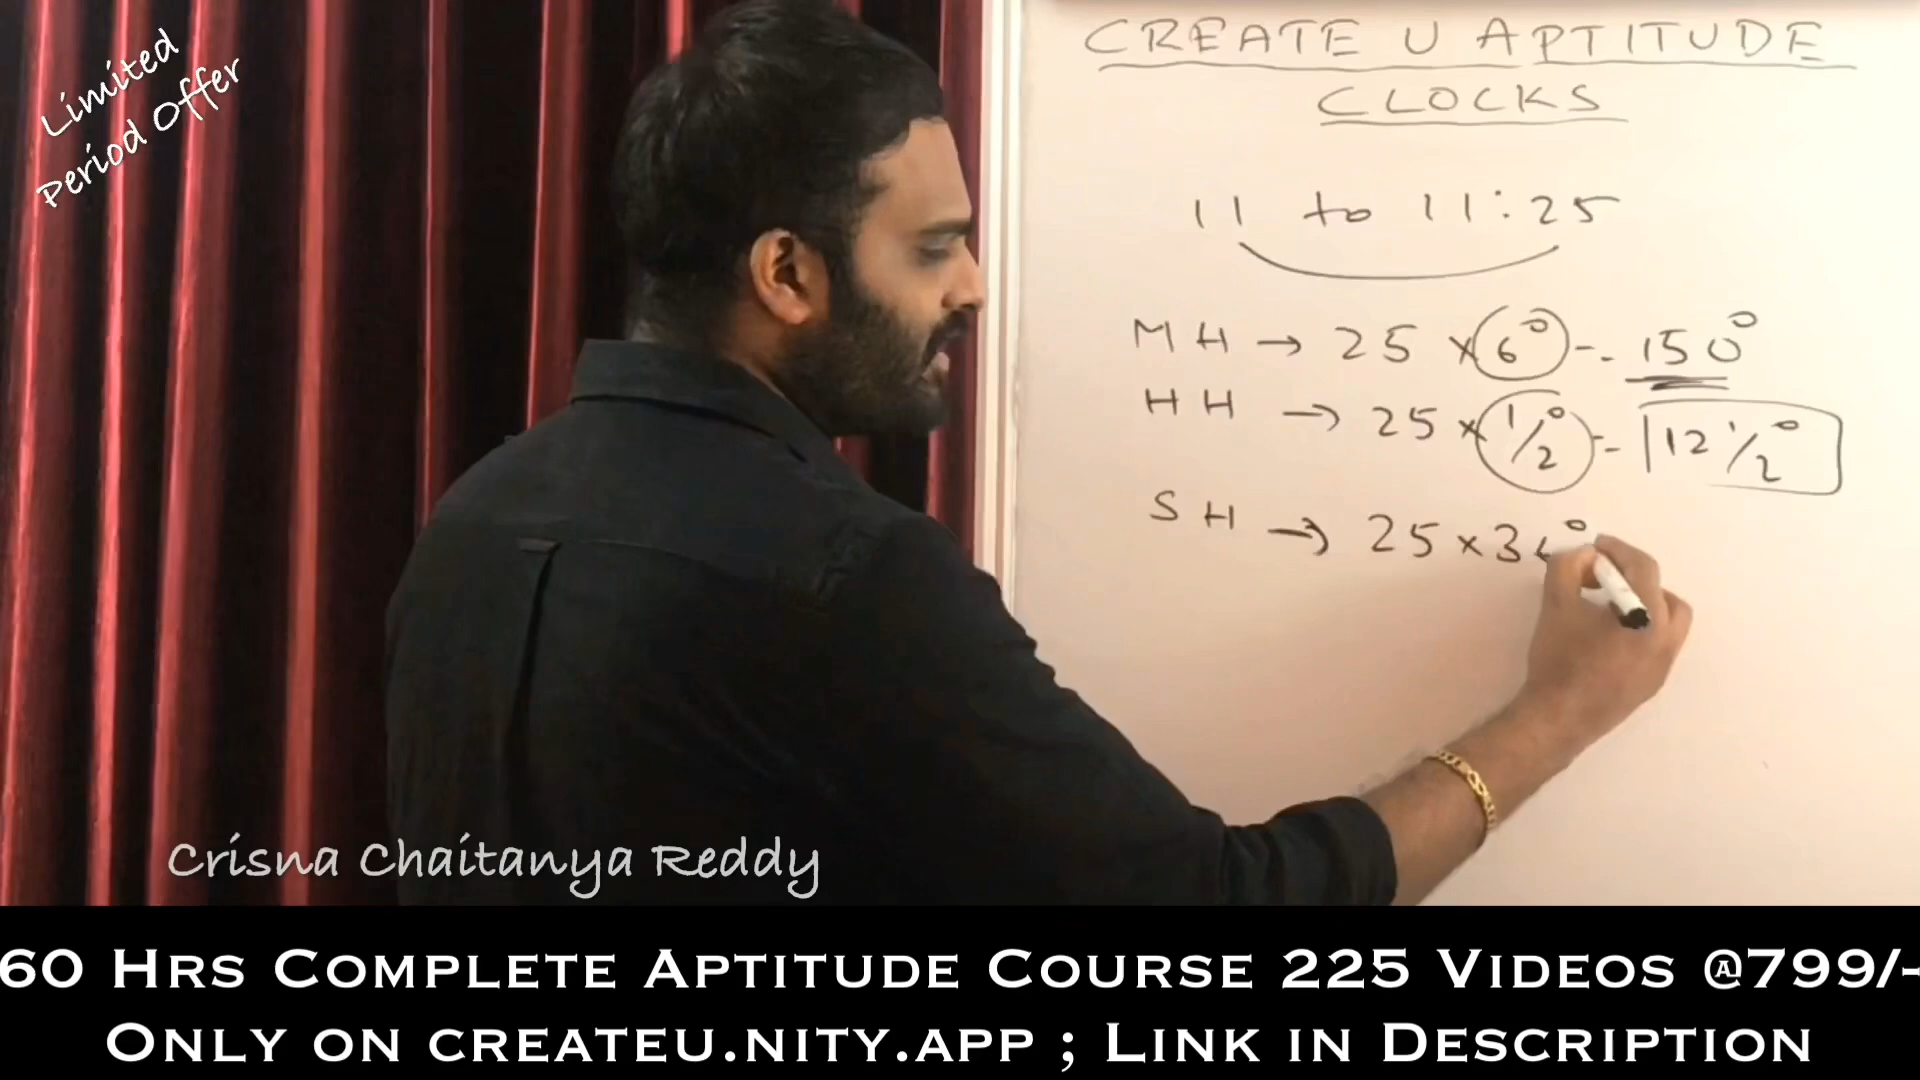 Limited
Period Offer
CREATE U APTITUDE
CLOCKS
11 to 11:25
MH → 25 × 6° = 150°
HH → 25 × 1/2° = 12 1/2°
SH → 25 × 3
Crisna Chaitanya Reddy
60 Hrs Complete Aptitude Course 225 Videos @799/-
Only on createu.nity.app ; Link in Description